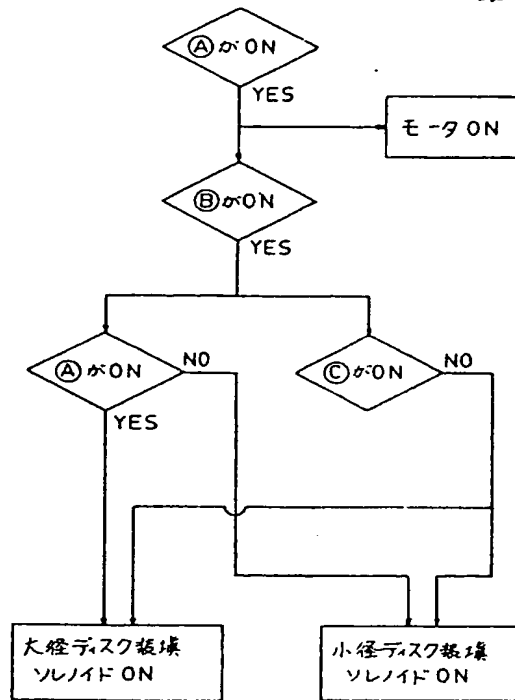 ⒶがON
YES
モータON
ⒷがON
YES
ⒶがON
NO
ⒸがON
NO
YES
大径ディスク装填
ソレノイドON
小径ディスク装填
ソレノイドON